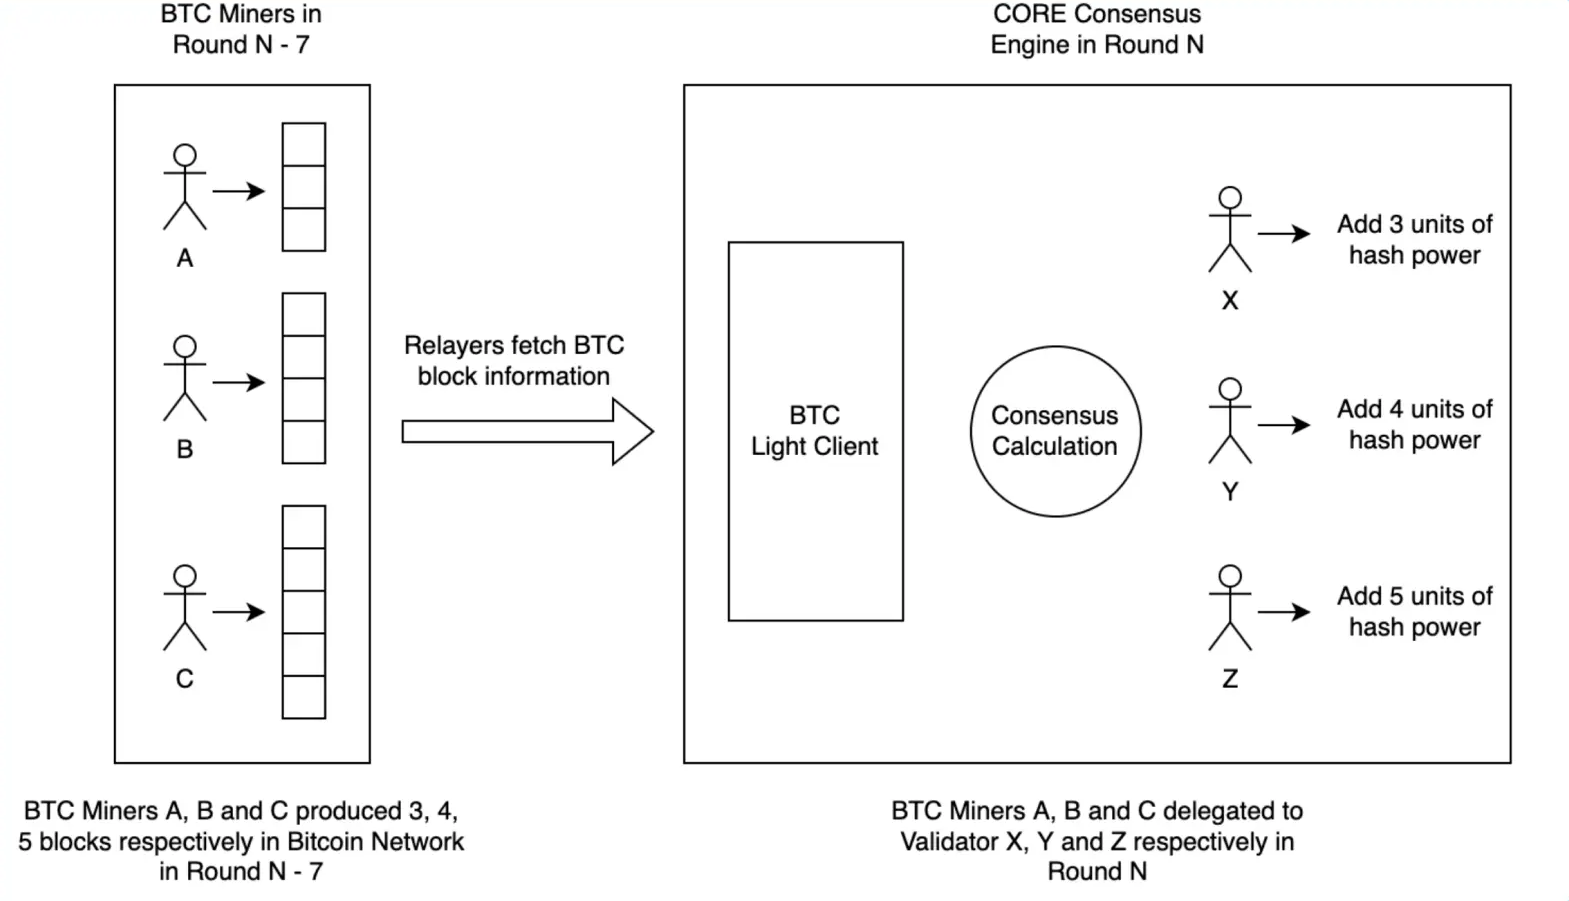 BTC Miners in
Round N - 7
CORE Consensus
Engine in Round N
A
B
C
Relayers fetch BTC
block information
BTC
Light Client
Consensus
Calculation
X
Add 3 units of
hash power
Y
Add 4 units of
hash power
Z
Add 5 units of
hash power
BTC Miners A, B and C produced 3, 4,
5 blocks respectively in Bitcoin Network
in Round N - 7
BTC Miners A, B and C delegated to
Validator X, Y and Z respectively in
Round N